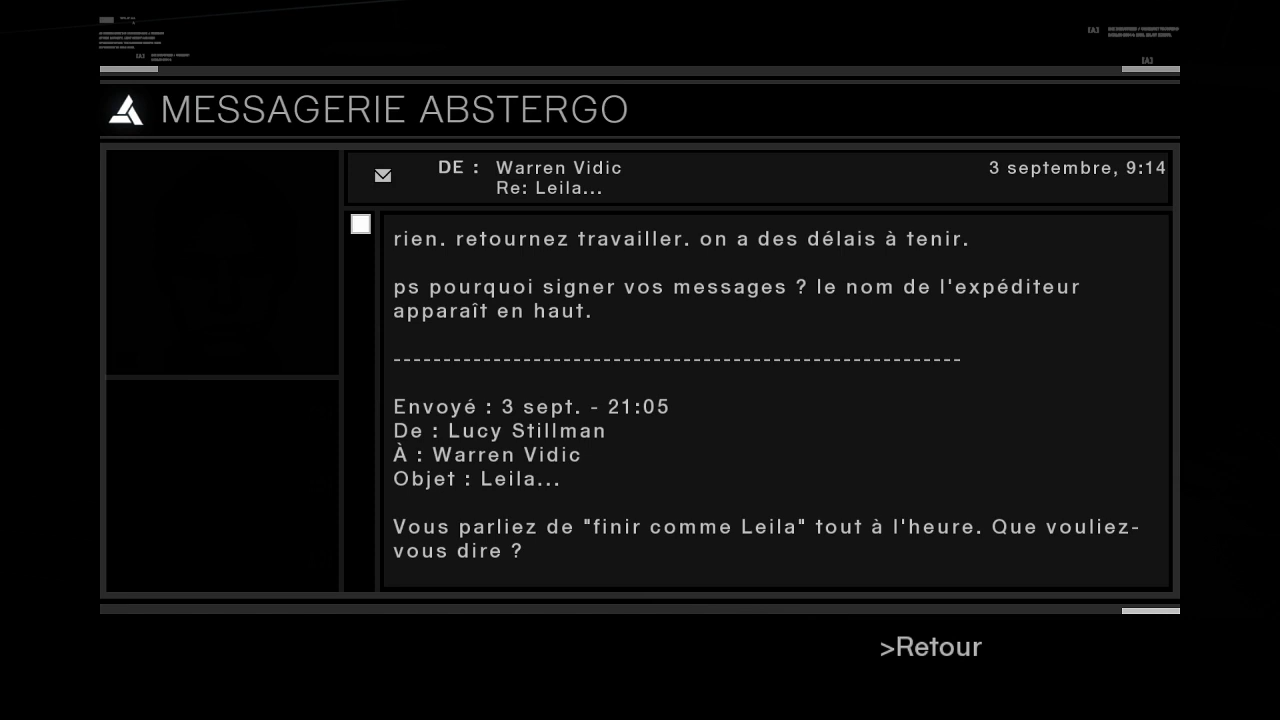 MESSAGERIE ABSTERGO
DE : Warren Vidic 3 septembre, 9:14
Re: Leila...
rien. retournez travailler. on a des délais à tenir.
ps pourquoi signer vos messages ? le nom de l'expéditeur
apparaît en haut.
---------------------------------------------------------
Envoyé : 3 sept. - 21:05
De : Lucy Stillman
À : Warren Vidic
Objet : Leila...
Vous parliez de "finir comme Leila" tout à l'heure. Que vouliez-
vous dire ?
>Retour